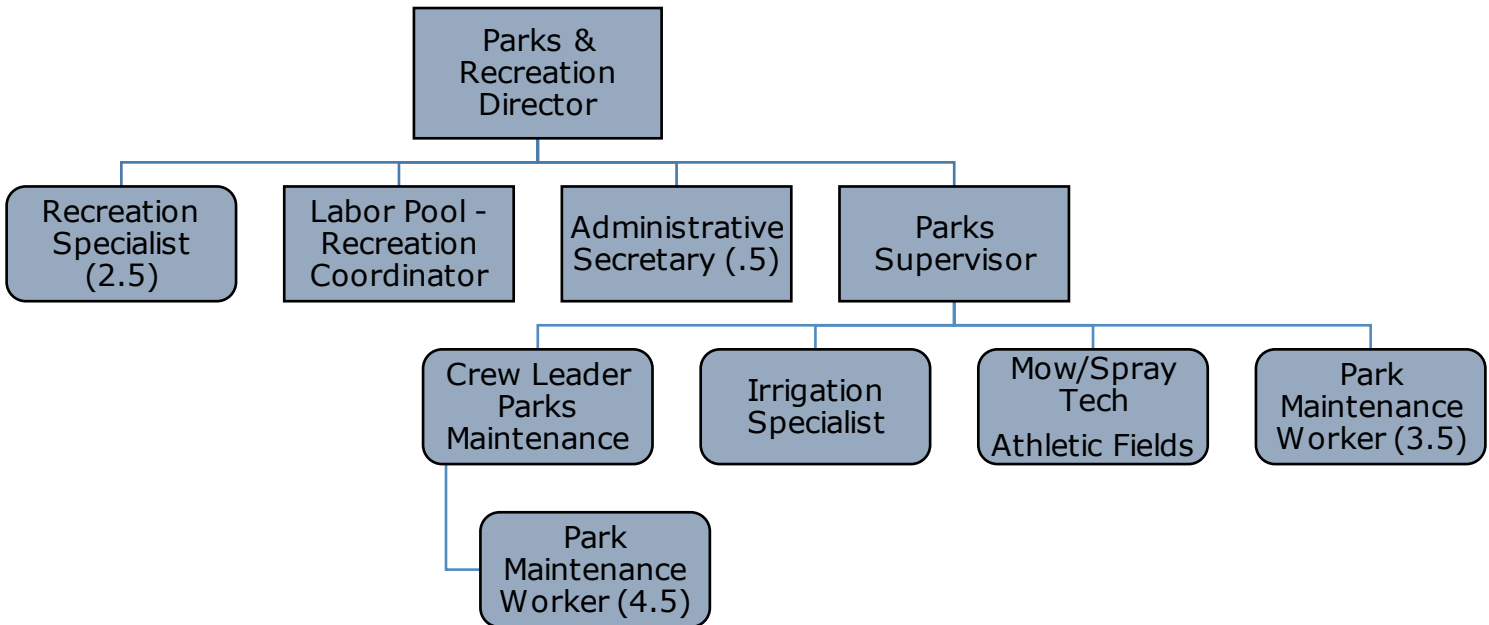 Parks &
Recreation
Director
Recreation
Specialist
(2.5)
Labor Pool -
Recreation
Coordinator
Administrative
Secretary (.5)
Parks
Supervisor
Crew Leader
Parks
Maintenance
Irrigation
Specialist
Mow/Spray
Tech
Athletic Fields
Park
Maintenance
Worker (3.5)
Park
Maintenance
Worker (4.5)